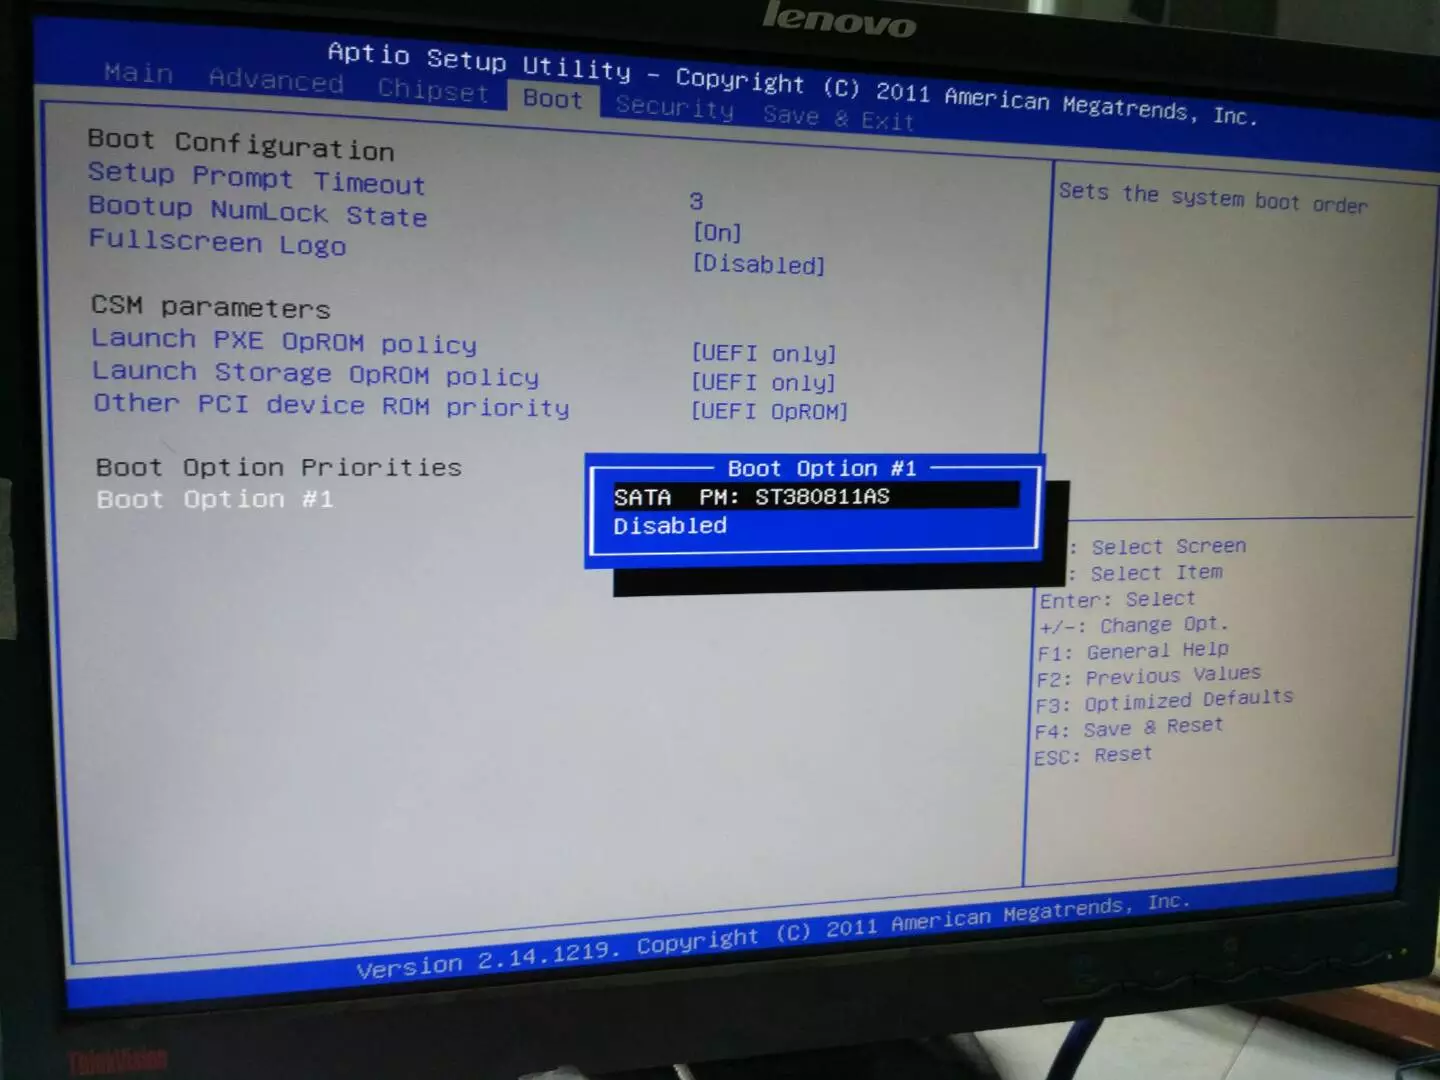 lenovo
Aptio Setup Utility - Copyright (C) 2011 American Megatrends, Inc.
Main Advanced Chipset Boot Security Save & Exit
Boot Configuration
Setup Prompt Timeout 3
Bootup NumLock State [On]
Fullscreen Logo [Disabled]
CSM parameters
Launch PXE OpROM policy [UEFI only]
Launch Storage OpROM policy [UEFI only]
Other PCI device ROM priority [UEFI OpROM]
Boot Option Priorities
Boot Option #1
Boot Option #1
SATA PM: ST380811AS
Disabled
Sets the system boot order
: Select Screen
: Select Item
Enter: Select
+/-: Change Opt.
F1: General Help
F2: Previous Values
F3: Optimized Defaults
F4: Save & Reset
ESC: Reset
Version 2.14.1219. Copyright (C) 2011 American Megatrends, Inc.
ThinkVision